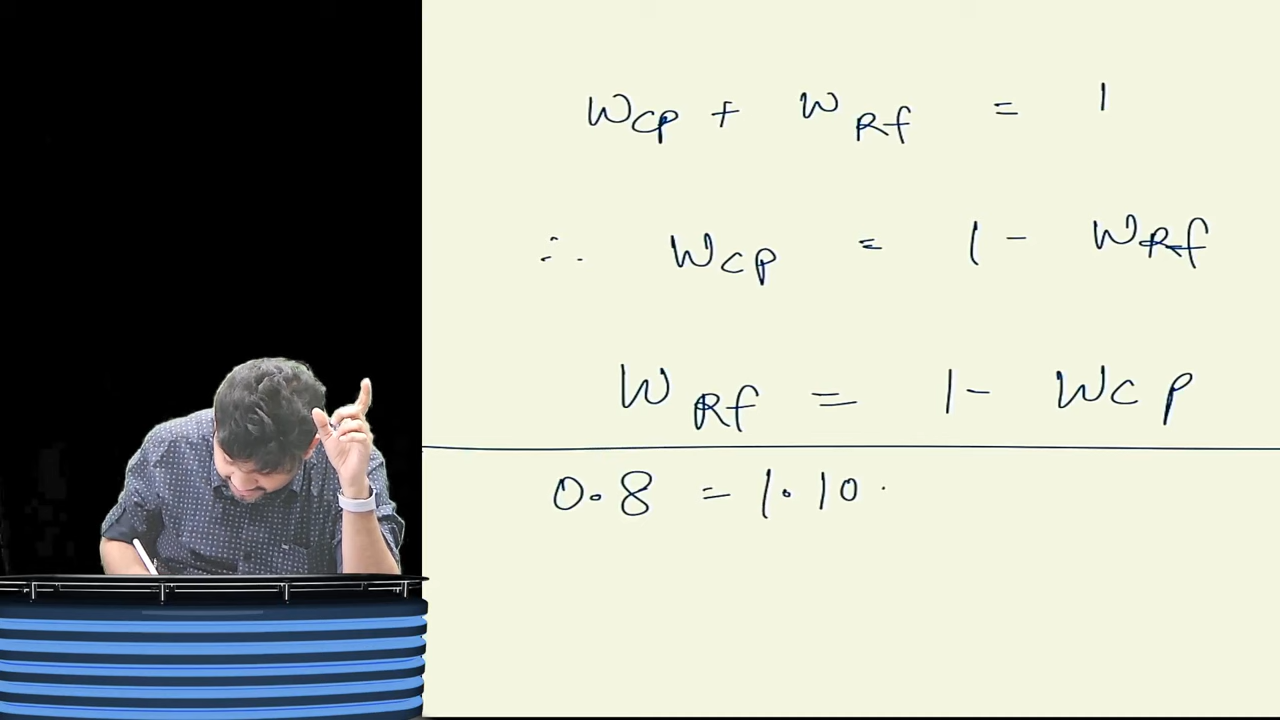 WCP + WRf = 1
∴ WCP = 1 - WRf
WRf = 1 - WCP
0.8 = 1.10